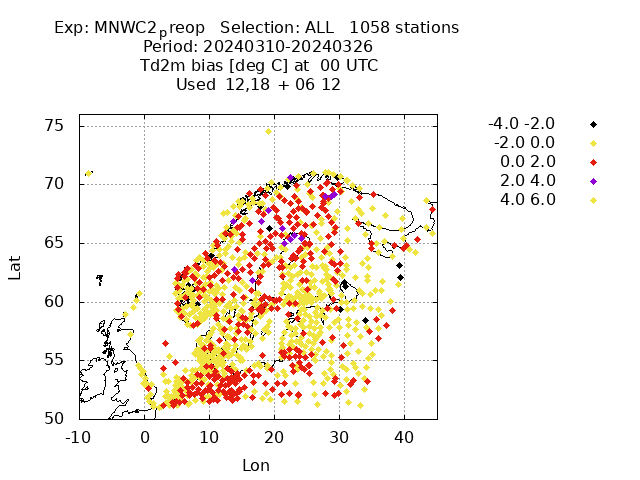 Exp: MNWC2preop Selection: ALL 1058 stations
Period: 20240310-20240326
Td2m bias [deg C] at 00 UTC
Used 12,18 + 06 12
75
70
65
60
55
50
-10 0 10 20 30 40
Lat
Lon
-4.0 -2.0
-2.0 0.0
0.0 2.0
2.0 4.0
4.0 6.0